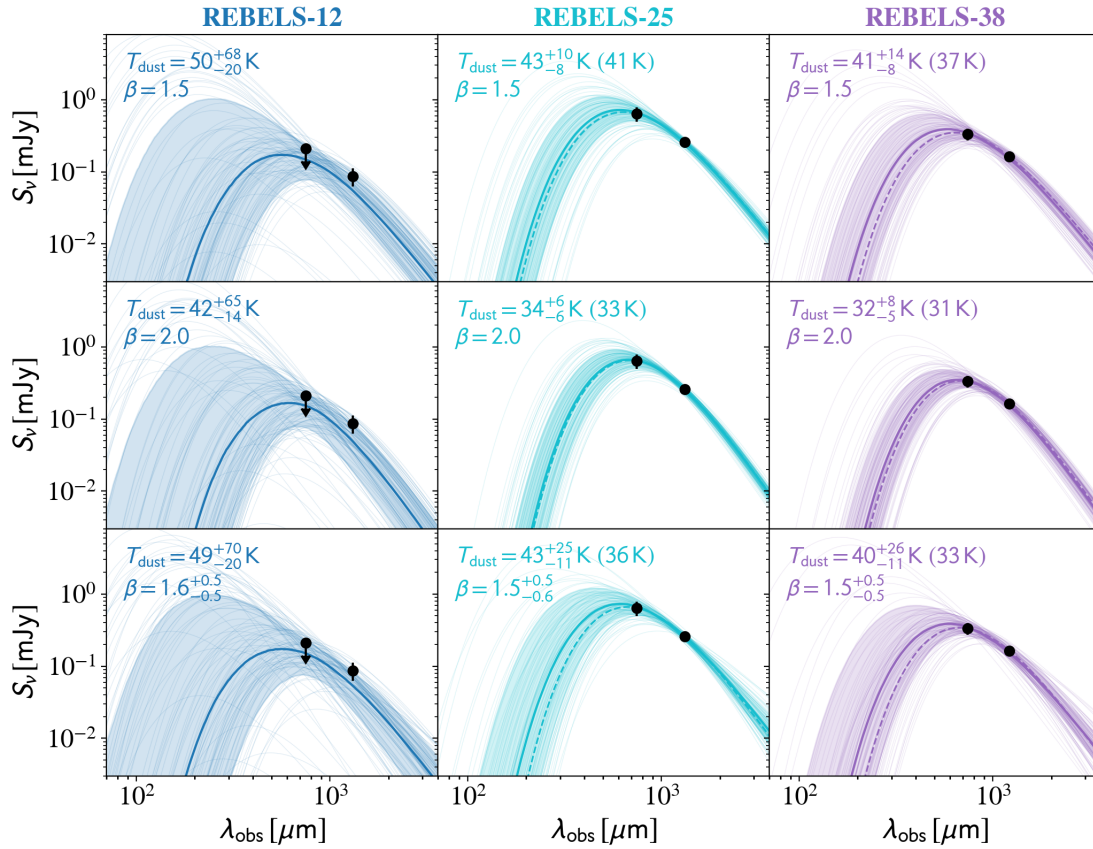 REBELS-12 REBELS-25 REBELS-38
T_dust = 50^{+68}_{-20} K T_dust = 43^{+10}_{-8} K (41 K) T_dust = 41^{+14}_{-8} K (37 K)
β = 1.5 β = 1.5 β = 1.5
S_ν [mJy]
10^0
10^{-1}
10^{-2}
T_dust = 42^{+65}_{-14} K T_dust = 34^{+6}_{-6} K (33 K) T_dust = 32^{+8}_{-5} K (31 K)
β = 2.0 β = 2.0 β = 2.0
S_ν [mJy]
10^0
10^{-1}
10^{-2}
T_dust = 49^{+70}_{-20} K T_dust = 43^{+25}_{-11} K (36 K) T_dust = 40^{+26}_{-11} K (33 K)
β = 1.6^{+0.5}_{-0.5} β = 1.5^{+0.5}_{-0.6} β = 1.5^{+0.5}_{-0.5}
S_ν [mJy]
10^0
10^{-1}
10^{-2}
10^2 10^3 10^2 10^3 10^2 10^3
λ_obs [μm] λ_obs [μm] λ_obs [μm]